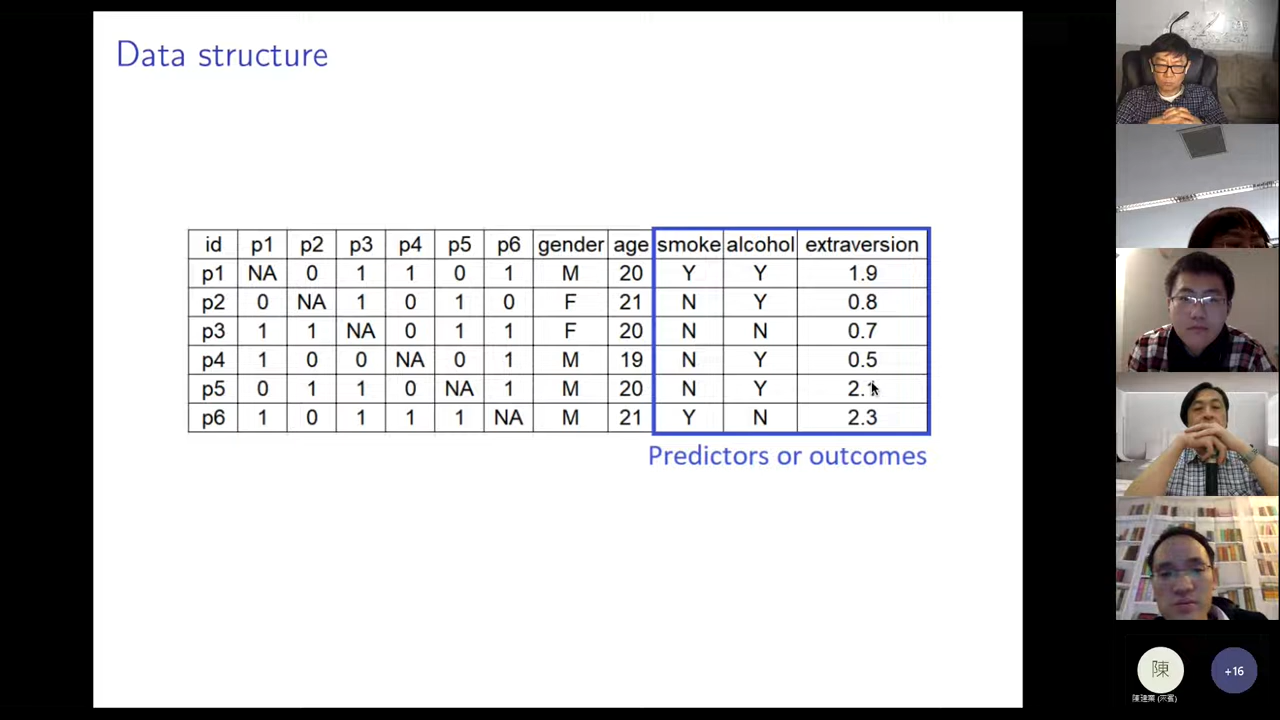 Data structure
id p1 p2 p3 p4 p5 p6 gender age smoke alcohol extraversion
p1 NA 0 1 1 0 1 M 20 Y Y 1.9
p2 0 NA 1 0 1 0 F 21 N Y 0.8
p3 1 1 NA 0 1 1 F 20 N N 0.7
p4 1 0 0 NA 0 1 M 19 N Y 0.5
p5 0 1 1 0 NA 1 M 20 N Y
p6 1 0 1 1 1 NA M 21 Y N 2.3
Predictors or outcomes
陳
+16